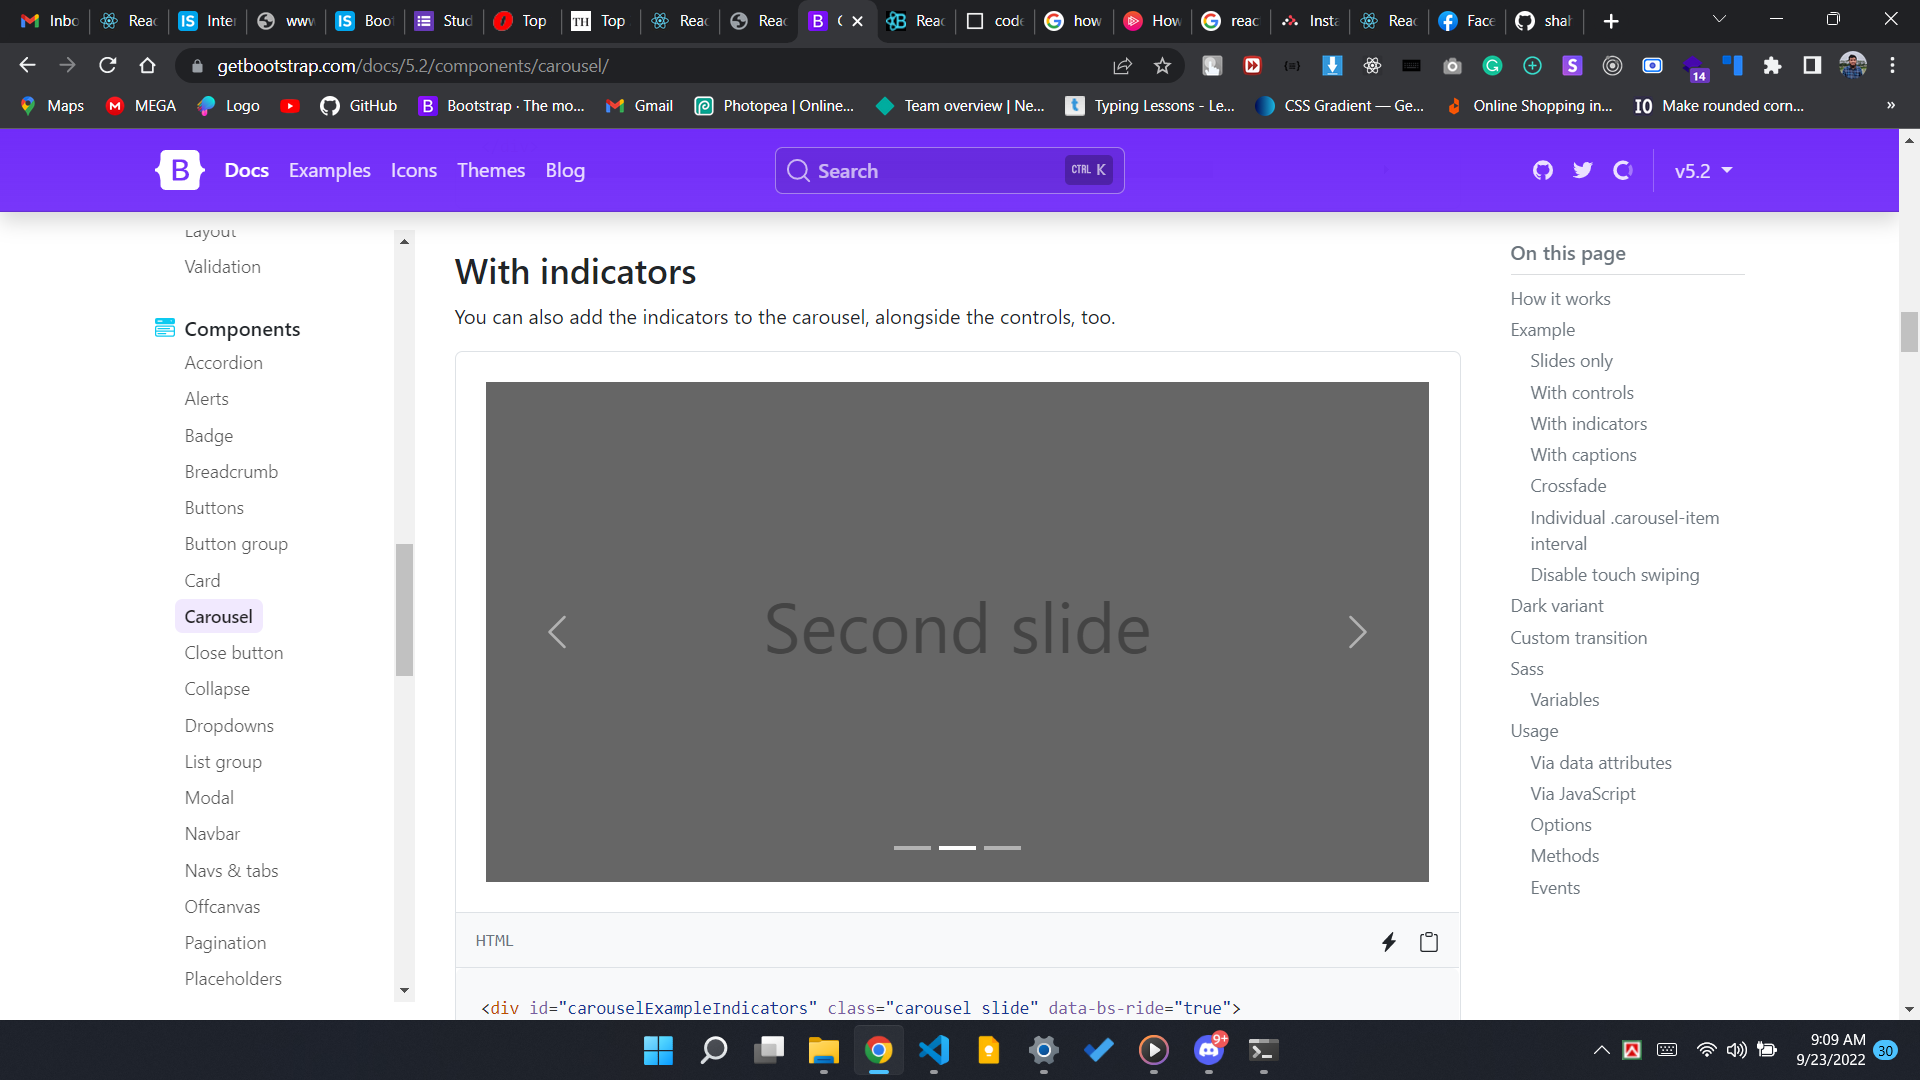 Inbo
Reac
Inter
www
Boot
Stud
Top
TH Top
Reac
Reac
C
Reac
code
how
How
reac
Insta
Reac
Face
shah
getbootstrap.com/docs/5.2/components/carousel/
14
Maps
MEGA
Logo
GitHub
Bootstrap · The mo...
Gmail
Photopea | Online...
Team overview | Ne...
Typing Lessons - Le...
CSS Gradient — Ge...
Online Shopping in...
IO Make rounded corn...
»
B Docs Examples Icons Themes Blog
Search CTRL K
v5.2
Layout
Validation
Components
Accordion
Alerts
Badge
Breadcrumb
Buttons
Button group
Card
Carousel
Close button
Collapse
Dropdowns
List group
Modal
Navbar
Navs & tabs
Offcanvas
Pagination
Placeholders
With indicators
You can also add the indicators to the carousel, alongside the controls, too.
Second slide
HTML
<div id="carouselExampleIndicators" class="carousel slide" data-bs-ride="true">
On this page
How it works
Example
Slides only
With controls
With indicators
With captions
Crossfade
Individual .carousel-item
interval
Disable touch swiping
Dark variant
Custom transition
Sass
Variables
Usage
Via data attributes
Via JavaScript
Options
Methods
Events
9+
9:09 AM
9/23/2022
30